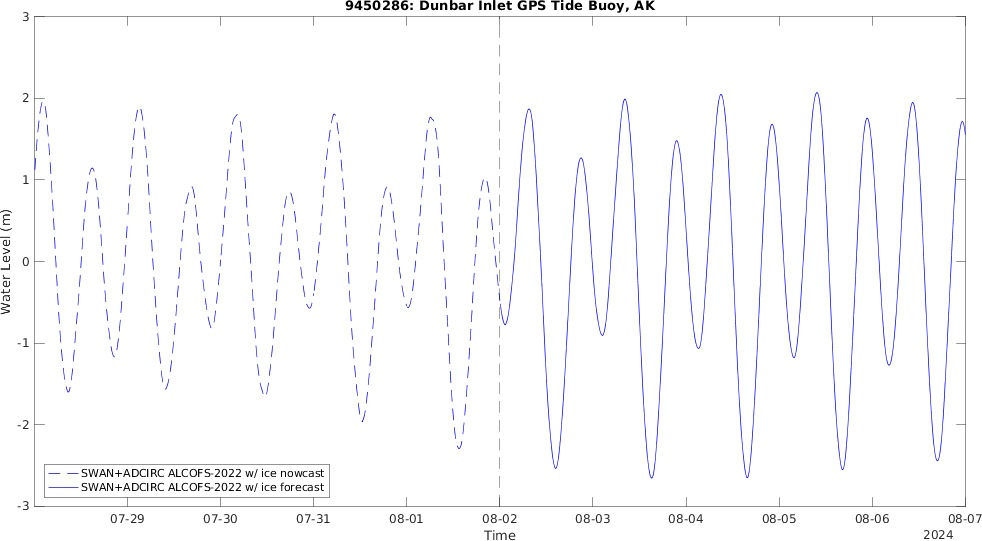 9450286: Dunbar Inlet GPS Tide Buoy, AK
3
2
1
0
-1
-2
-3
Water Level (m)
SWAN+ADCIRC ALCOFS-2022 w/ ice nowcast
SWAN+ADCIRC ALCOFS-2022 w/ ice forecast
07-29 07-30 07-31 08-01 08-02 08-03 08-04 08-05 08-06 08-07
Time
2024